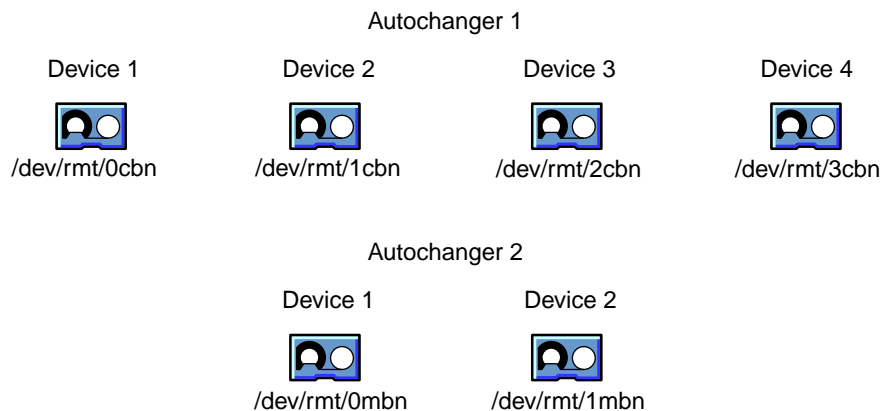 Autochanger 1
Device 1 Device 2 Device 3 Device 4
/dev/rmt/0cbn /dev/rmt/1cbn /dev/rmt/2cbn /dev/rmt/3cbn
Autochanger 2
Device 1 Device 2
/dev/rmt/0mbn /dev/rmt/1mbn